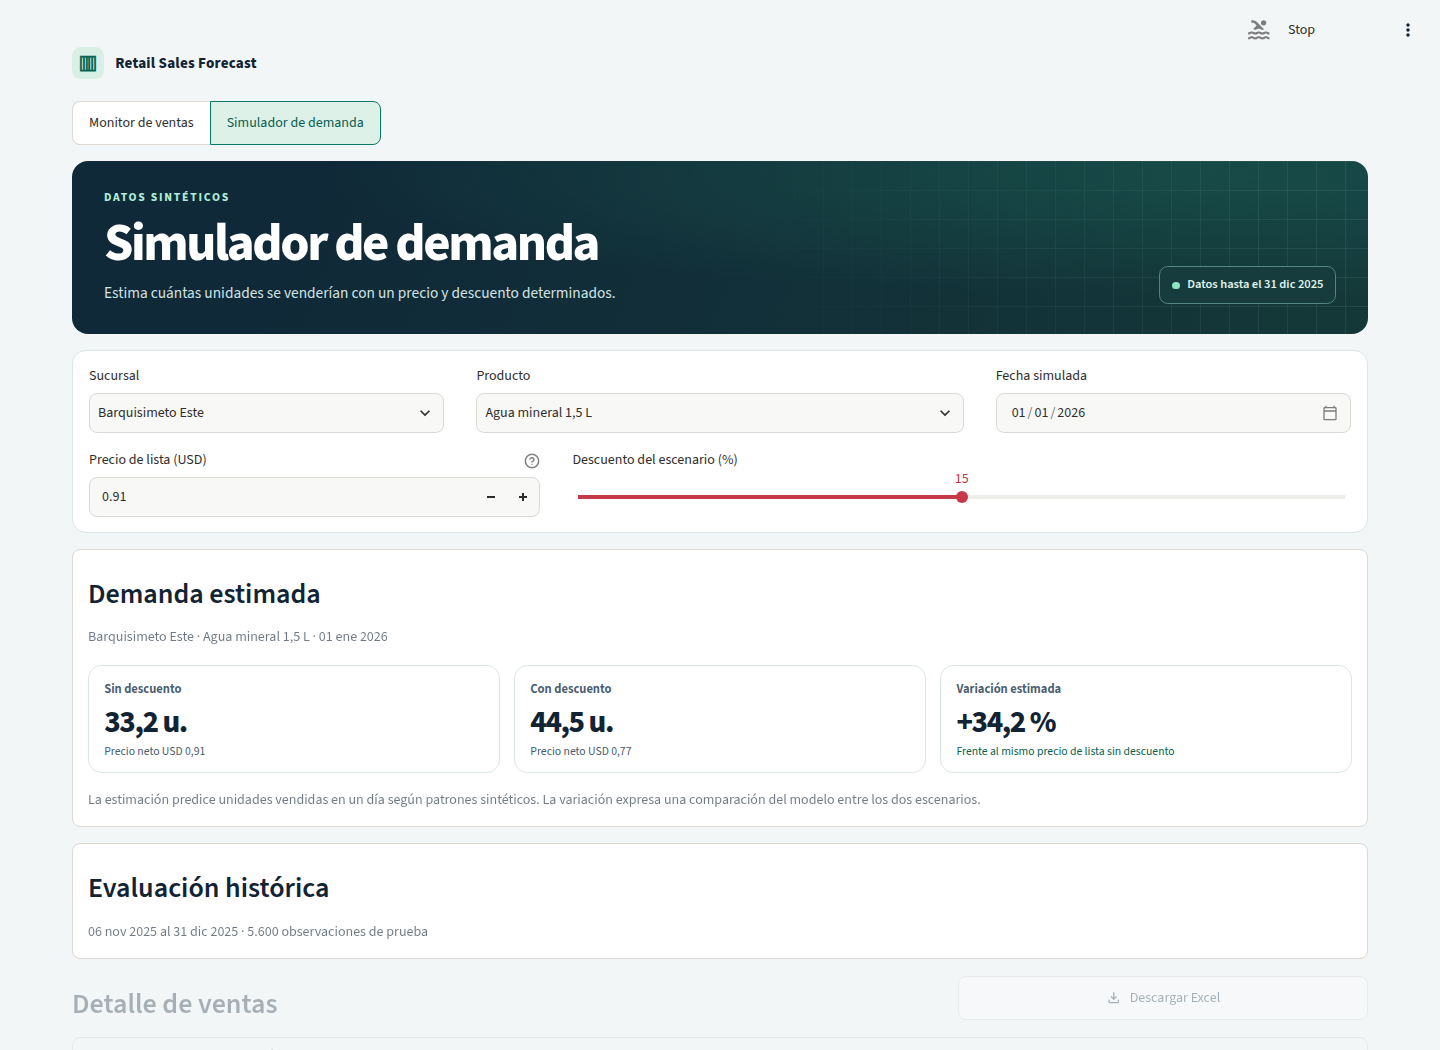 Stop
Retail Sales Forecast
Monitor de ventas
Simulador de demanda
DATOS SINTÉTICOS
Simulador de demanda
Estima cuántas unidades se venderían con un precio y descuento determinados.
Datos hasta el 31 dic 2025
Sucursal
Producto
Fecha simulada
Barquisimeto Este
Agua mineral 1,5 L
01 / 01 / 2026
Precio de lista (USD)
Descuento del escenario (%)
15
0.91
Demanda estimada
Barquisimeto Este · Agua mineral 1,5 L · 01 ene 2026
Sin descuento
33,2 u.
Precio neto USD 0,91
Con descuento
44,5 u.
Precio neto USD 0,77
Variación estimada
+34,2 %
Frente al mismo precio de lista sin descuento
La estimación predice unidades vendidas en un día según patrones sintéticos. La variación expresa una comparación del modelo entre los dos escenarios.
Evaluación histórica
06 nov 2025 al 31 dic 2025 · 5.600 observaciones de prueba
Detalle de ventas
Descargar Excel